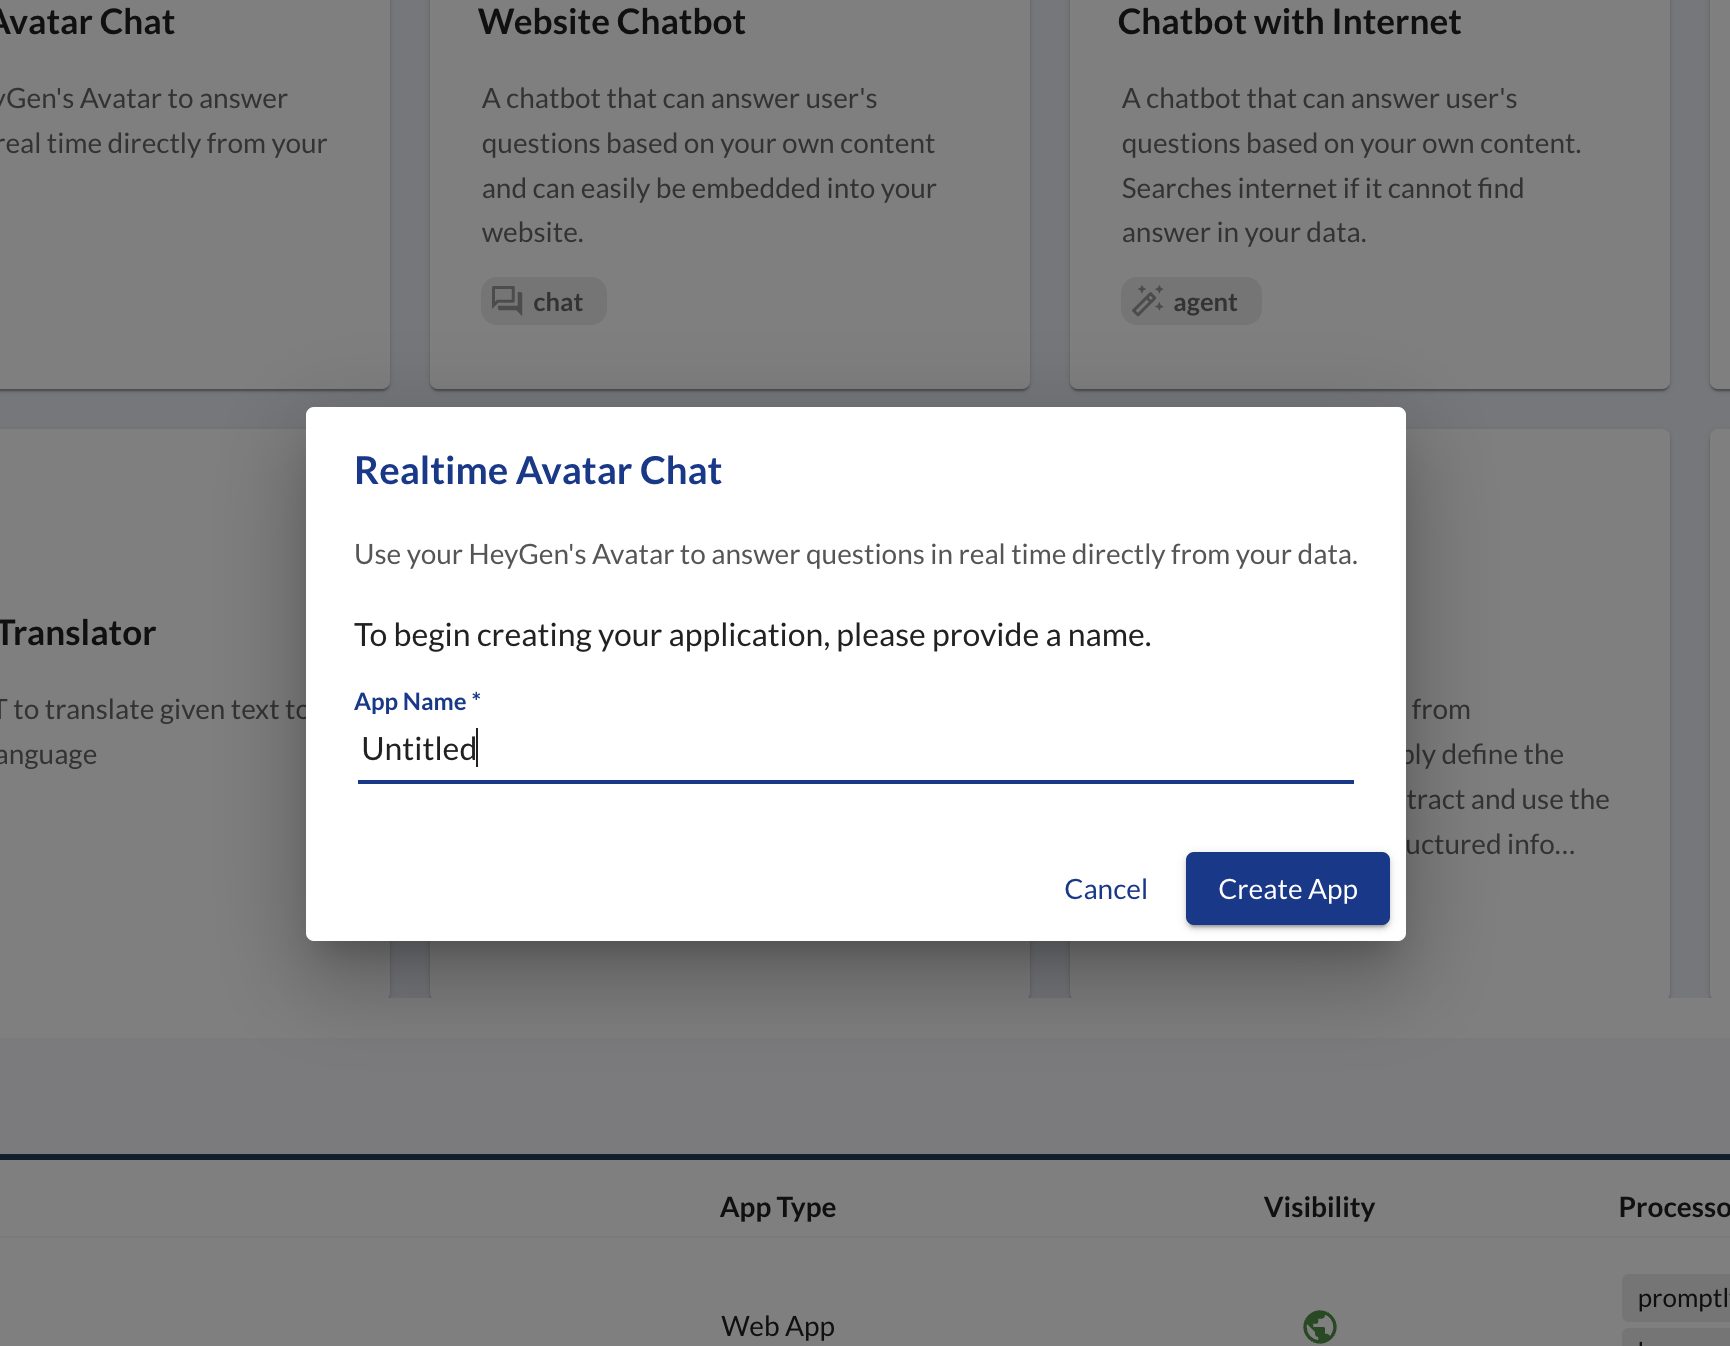 Avatar Chat
Website Chatbot
Chatbot with Internet
yGen's Avatar to answer
real time directly from your
A chatbot that can answer user's
questions based on your own content
and can easily be embedded into your
website.
chat
A chatbot that can answer user's
questions based on your own content.
Searches internet if it cannot find
answer in your data.
agent
Realtime Avatar Chat
Use your HeyGen's Avatar to answer questions in real time directly from your data.
To begin creating your application, please provide a name.
App Name *
Untitled
Cancel
Create App
Translator
T to translate given text to
anguage
from
ply define the
tract and use the
uctured info...
App Type
Visibility
Processo
Web App
promptl